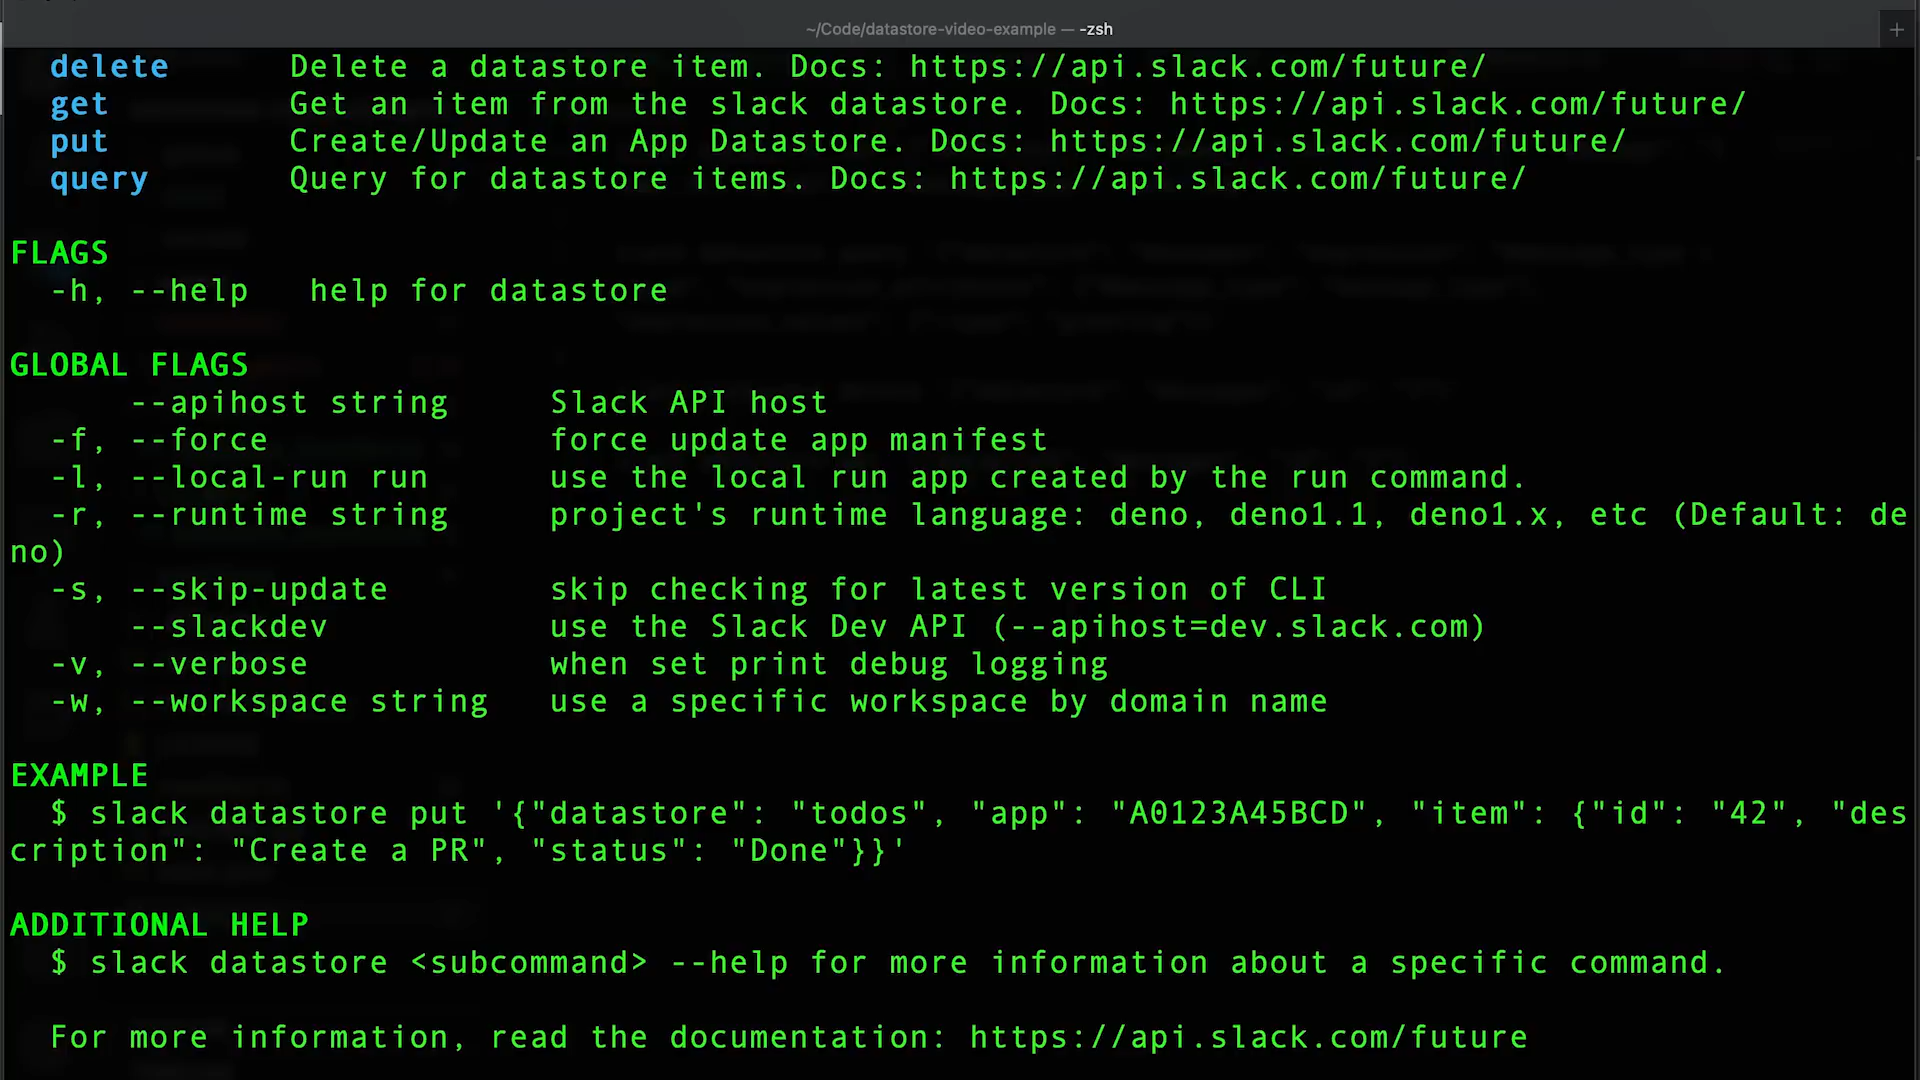 ~/Code/datastore-video-example — -zsh
delete Delete a datastore item. Docs: https://api.slack.com/future/
get Get an item from the slack datastore. Docs: https://api.slack.com/future/
put Create/Update an App Datastore. Docs: https://api.slack.com/future/
query Query for datastore items. Docs: https://api.slack.com/future/
FLAGS
-h, --help help for datastore
GLOBAL FLAGS
--apihost string Slack API host
-f, --force force update app manifest
-l, --local-run run use the local run app created by the run command.
-r, --runtime string project's runtime language: deno, deno1.1, deno1.x, etc (Default: de
no)
-s, --skip-update skip checking for latest version of CLI
--slackdev use the Slack Dev API (--apihost=dev.slack.com)
-v, --verbose when set print debug logging
-w, --workspace string use a specific workspace by domain name
EXAMPLE
$ slack datastore put '{"datastore": "todos", "app": "A0123A45BCD", "item": {"id": "42", "des
cription": "Create a PR", "status": "Done"}}'
ADDITIONAL HELP
$ slack datastore <subcommand> --help for more information about a specific command.
For more information, read the documentation: https://api.slack.com/future